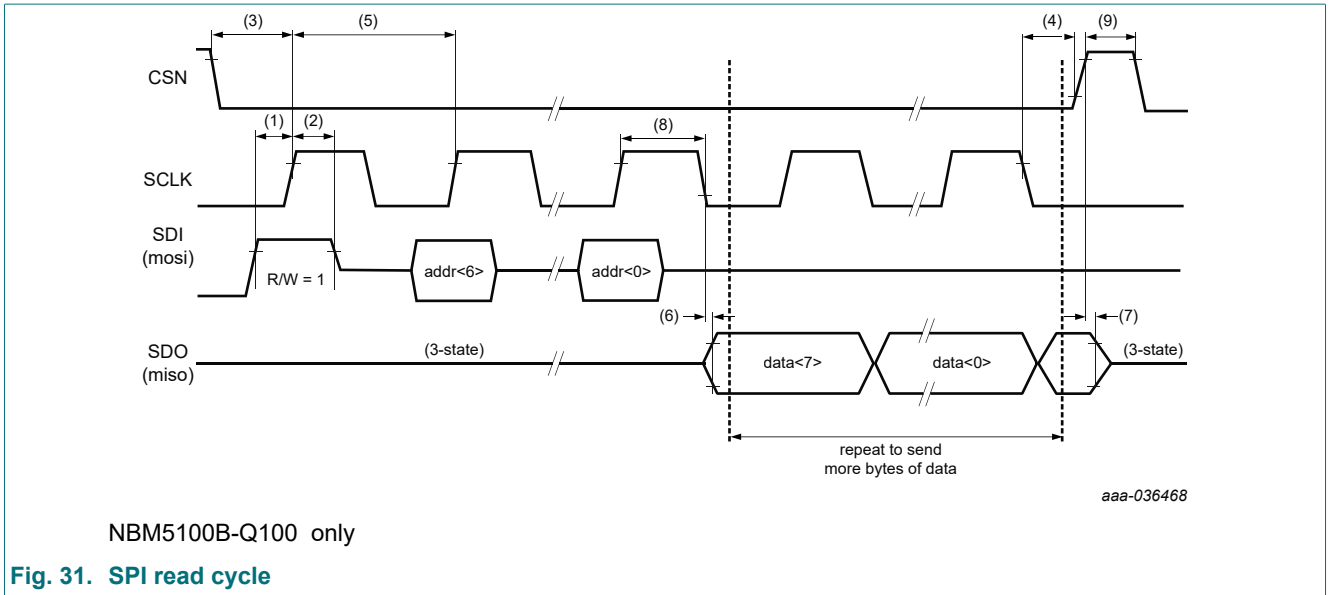 (3)
(5)
(4)
(9)
CSN
(1)
(2)
(8)
SCLK
SDI
(mosi)
R/W = 1
addr<6>
addr<0>
(6)
(7)
SDO
(miso)
(3-state)
data<7>
data<0>
(3-state)
repeat to send
more bytes of data
aaa-036468
NBM5100B-Q100 only
Fig. 31. SPI read cycle